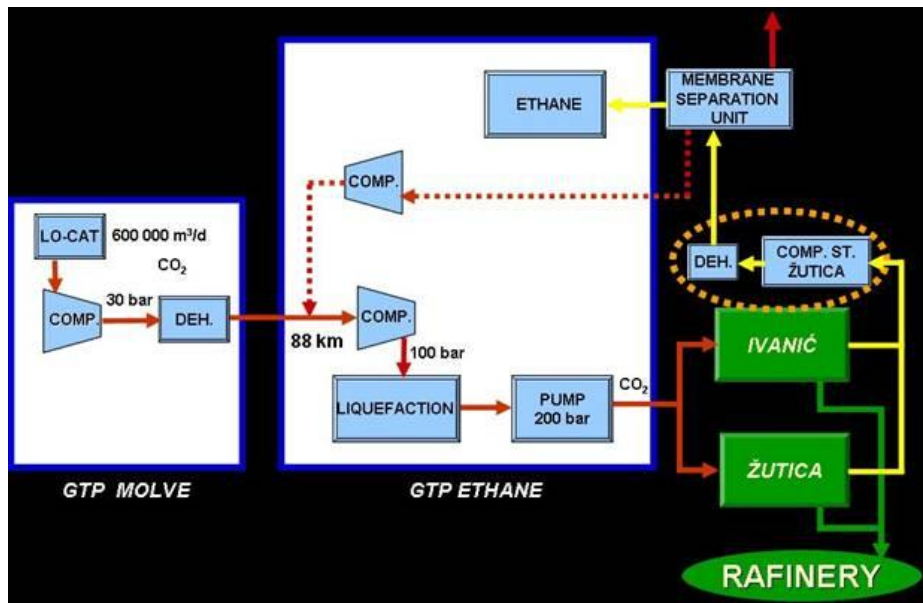 MEMBRANE
SEPARATION
UNIT
ETHANE
COMP.
LO-CAT
600 000 m³/d
CO₂
COMP.
30 bar
DEH.
88 km
COMP.
100 bar
LIQUEFACTION
PUMP
200 bar
CO₂
DEH.
COMP. ST.
ŽUTICA
IVANIĆ
ŽUTICA
GTP MOLVE
GTP ETHANE
RAFINERY